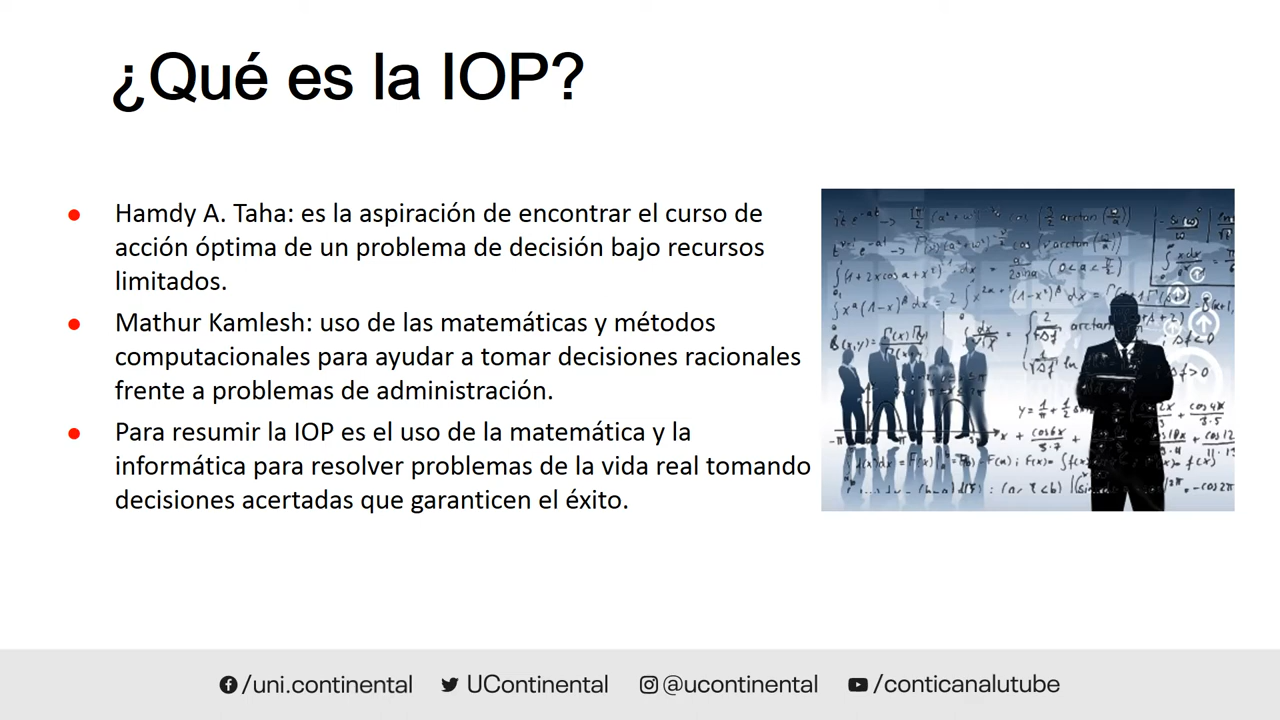 ¿Qué es la IOP?
Hamdy A. Taha: es la aspiración de encontrar el curso de
acción óptima de un problema de decisión bajo recursos
limitados.
Mathur Kamlesh: uso de las matemáticas y métodos
computacionales para ayudar a tomar decisiones racionales
frente a problemas de administración.
Para resumir la IOP es el uso de la matemática y la
informática para resolver problemas de la vida real tomando
decisiones acertadas que garanticen el éxito.
/uni.continental UContinental @ucontinental /conticanalutube